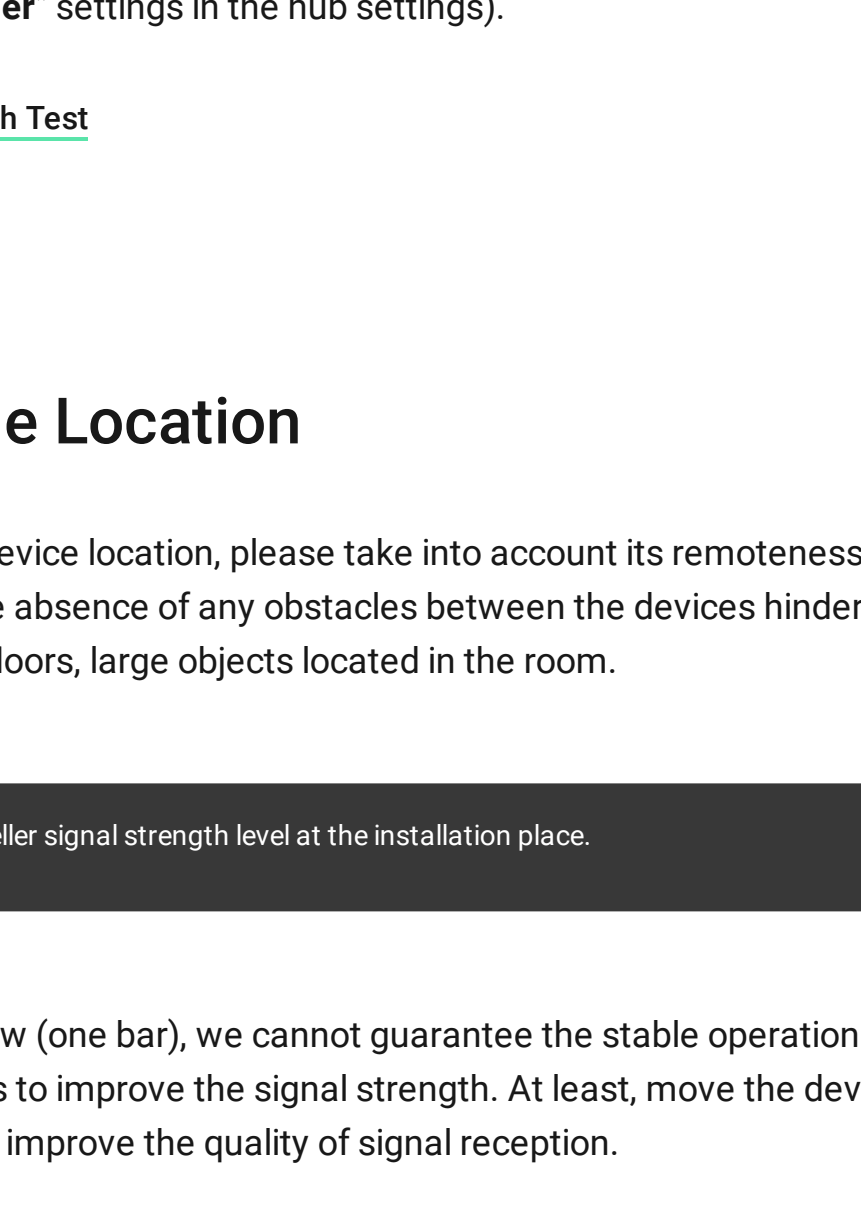 er" settings in the hub settings).
h Test
e Location
evice location, please take into account its remoteness
absence of any obstacles between the devices hinder
loors, large objects located in the room.
ller signal strength level at the installation place.
w (one bar), we cannot guarantee the stable operation
s to improve the signal strength. At least, move the dev
improve the quality of signal reception.